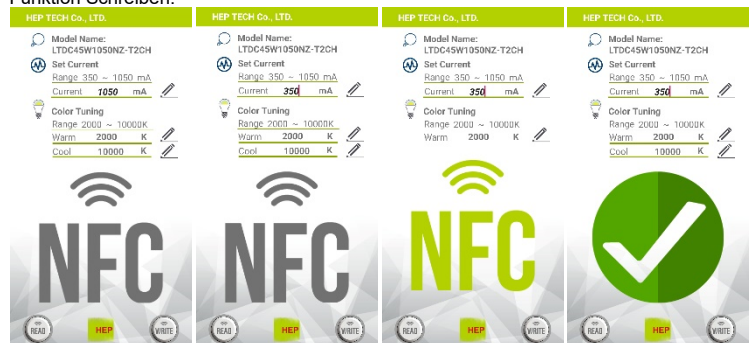 Funktion Schreiben:
HEP TECH Co., LTD.
Model Name:
LTDC45W1050NZ-T2CH
Set Current
Range 350 ~ 1050 mA
Current 1050 mA
Color Tuning
Range 2000 ~ 10000K
Warm 2000 K
Cool 10000 K
NFC
READ
HEP
WRITE
HEP TECH Co., LTD.
Model Name:
LTDC45W1050NZ-T2CH
Set Current
Range 350 ~ 1050 mA
Current 350 mA
Color Tuning
Range 2000 ~ 10000K
Warm 2000 K
Cool 10000 K
NFC
READ
HEP
WRITE
HEP TECH Co., LTD.
Model Name:
LTDC45W1050NZ-T2CH
Set Current
Range 350 ~ 1050 mA
Current 350 mA
Color Tuning
Range 2000 ~ 10000K
Warm 2000 K
NFC
READ
HEP
WRITE
HEP TECH Co., LTD.
Model Name:
LTDC45W1050NZ-T2CH
Set Current
Range 350 ~ 1050 mA
Current 350 mA
Color Tuning
Range 2000 ~ 10000K
Warm 2000 K
Cool 10000 K
READ
HEP
WRITE